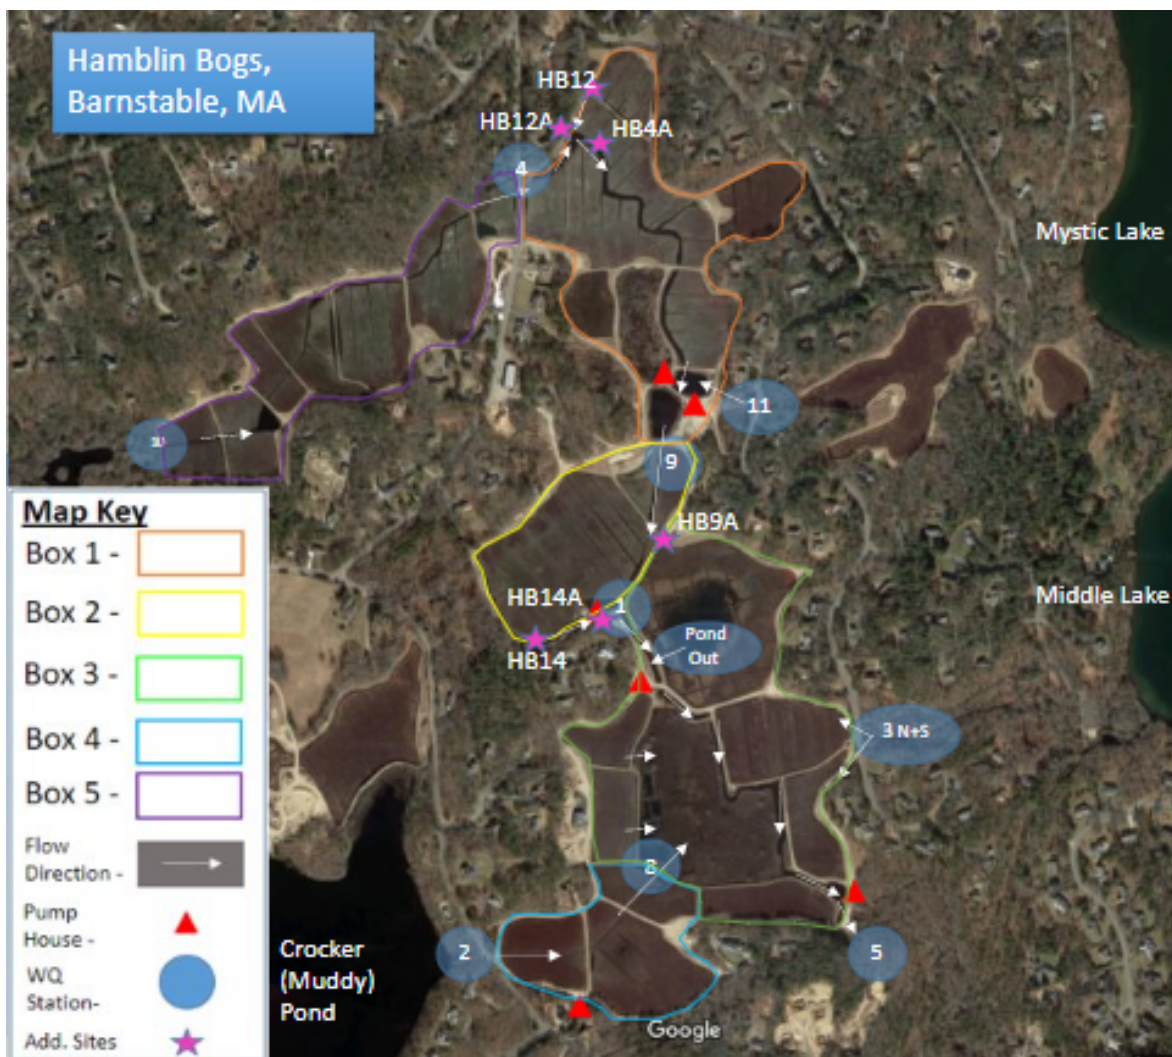 Hamblin Bogs,
Barnstable, MA
HB12
HB12A
HB4A
4
Mystic Lake
11
9
HB9A
HB14A
1
HB14
Pond
Out
Middle Lake
3 N+S
8
2
5
Crocker
(Muddy)
Pond
Google
Map Key
Box 1 -
Box 2 -
Box 3 -
Box 4 -
Box 5 -
Flow
Direction -
Pump
House -
WQ
Station-
Add. Sites